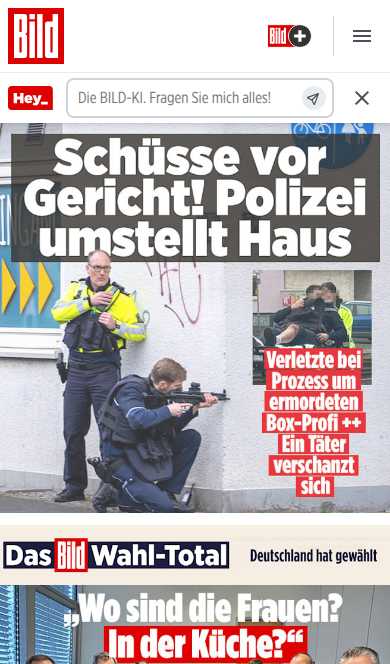 Bild
Bild
Hey_
Die BILD-KI. Fragen Sie mich alles!
Schüsse vor
Gericht! Polizei
umstellt Haus
Verletzte bei
Prozess um
ermordeten
Box-Profi ++
Ein Täter
verschanzt
sich
Das Bild Wahl-Total
Deutschland hat gewählt
„Wo sind die Frauen?
In der Küche?“